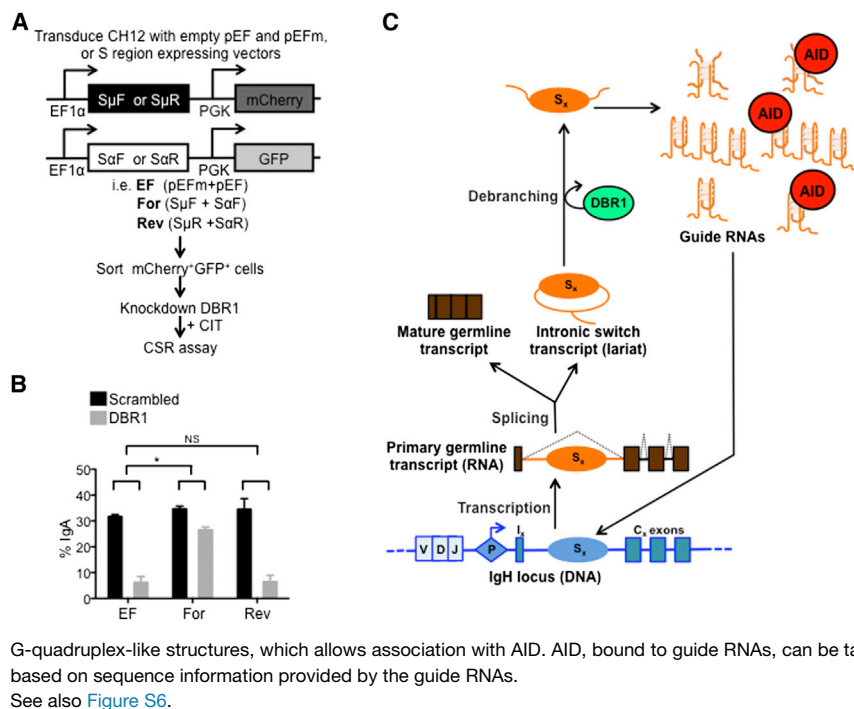 A
Transduce CH12 with empty pEF and pEFm,
or S region expressing vectors
EF1α SμF or SμR PGK mCherry
EF1α SαF or SαR PGK GFP
i.e. EF (pEFm+pEF)
For (SμF + SαF)
Rev (SμR +SαR)
Sort mCherry⁺GFP⁺ cells
Knockdown DBR1
+ CIT
CSR assay
B
Scrambled
DBR1
NS
*
% IgA
50
40
30
20
10
0
EF For Rev
C
Sx
AID
AID
AID
Guide RNAs
Debranching
DBR1
Sx
Mature germline
transcript
Intronic switch
transcript (lariat)
Splicing
Primary germline
transcript (RNA)
Sx
Transcription
V D J P Ix Sx Cx exons
IgH locus (DNA)
G-quadruplex-like structures, which allows association with AID. AID, bound to guide RNAs, can be ta
based on sequence information provided by the guide RNAs.
See also Figure S6.